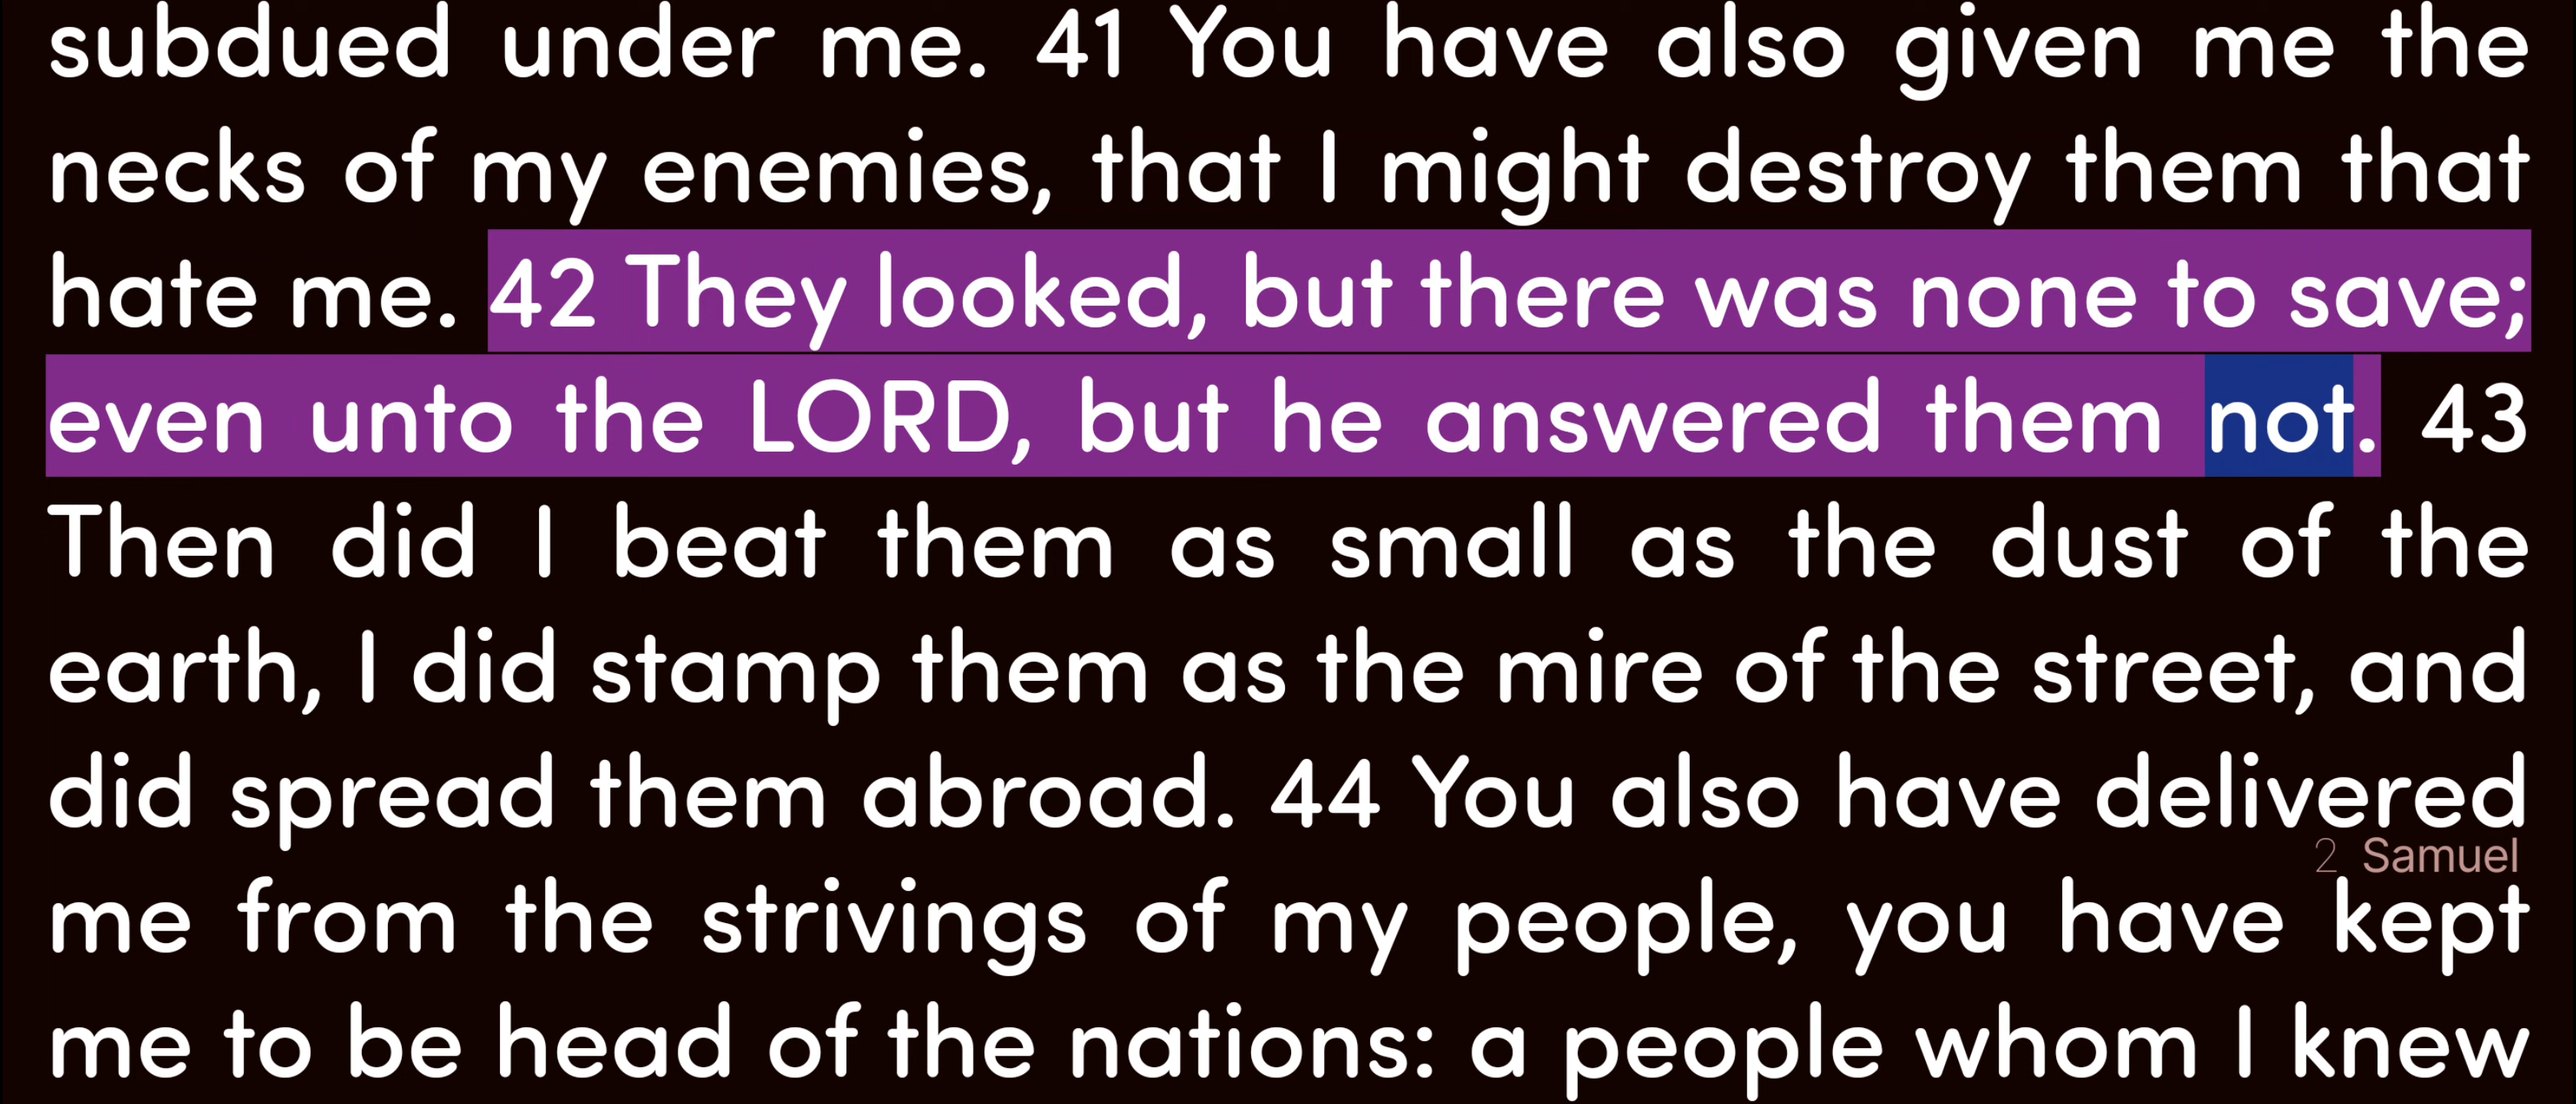 subdued under me. 41 You have also given me the
necks of my enemies, that I might destroy them that
hate me. 42 They looked, but there was none to save;
even unto the LORD, but he answered them not. 43
Then did I beat them as small as the dust of the
earth, I did stamp them as the mire of the street, and
did spread them abroad. 44 You also have delivered
2 Samuel
me from the strivings of my people, you have kept
me to be head of the nations: a people whom I knew